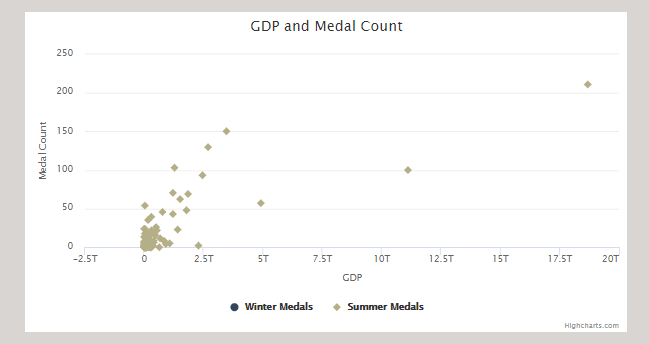 GDP and Medal Count
250
200
150
100
50
0
Medal Count
-2.5T 0 2.5T 5T 7.5T 10T 12.5T 15T 17.5T 20T
GDP
Winter Medals Summer Medals
Highcharts.com